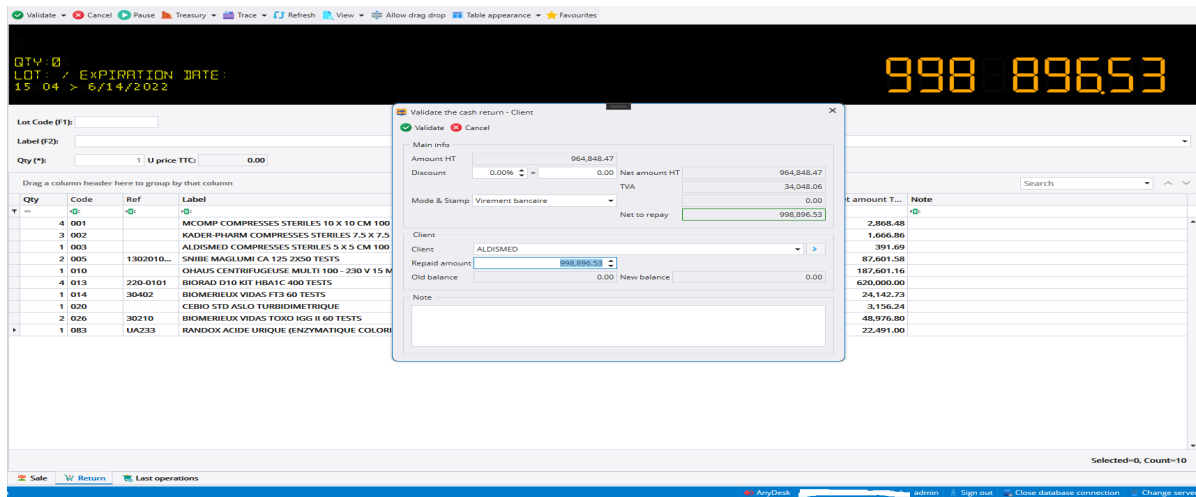 Validate Cancel Pause Treasury Trace Refresh View Allow drag drop Table appearance Favourites
QTY:0
LOT: / EXPIRATION DATE:
15 04 > 6/14/2022
998 896.53
Lot Code (F1):
Label (F2):
Qty (*): 1 U price TTC: 0.00
Drag a column header here to group by that column
Search
Qty Code Ref Label
t amount T... Note
4 001 MCOMP COMPRESSES STERILES 10 X 10 CM 100 2,868.48
3 002 KADER-PHARM COMPRESSES STERILES 7.5 X 7.5 1,666.86
1 003 ALDISMED COMPRESSES STERILES 5 X 5 CM 100 391.69
2 005 1302010... SNIBE MAGLUMI CA 125 2X50 TESTS 87,601.58
1 010 OHAUS CENTRIFUGEUSE MULTI 100 - 230 V 15 M 187,601.16
4 013 220-0101 BIORAD D10 KIT HBA1C 400 TESTS 620,000.00
1 014 30402 BIOMERIEUX VIDAS FT3 60 TESTS 24,142.73
1 020 CEBIO STD ASLO TURBIDIMETRIQUE 3,156.24
2 026 30210 BIOMERIEUX VIDAS TOXO IGG II 60 TESTS 48,976.80
1 083 UA233 RANDOX ACIDE URIQUE (ENZYMATIQUE COLORI 22,491.00
Validate the cash return - Client
Validate Cancel
Main info
Amount HT 964,848.47
Discount 0.00% = 0.00 Net amount HT 964,848.47
TVA 34,048.06
Mode & Stamp Virement bancaire 0.00
Net to repay 998,896.53
Client
Client ALDISMED
Repaid amount 998,896.53
Old balance 0.00 New balance 0.00
Note
Selected=0, Count=10
Sale Return Last operations
AnyDesk admin Sign out Close database connection Change serve